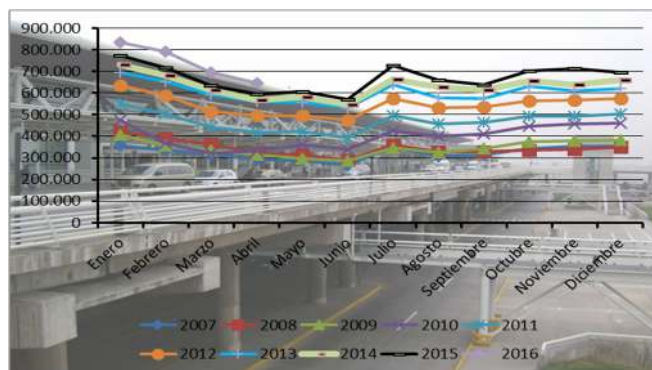 900.000
800.000
700.000
600.000
500.000
400.000
300.000
200.000
100.000
0
Enero
Febrero
Marzo
Abril
Mayo
Junio
Julio
Agosto
Septiembre
Octubre
Noviembre
Diciembre
2007 2008 2009 2010 2011
2012 2013 2014 2015 2016